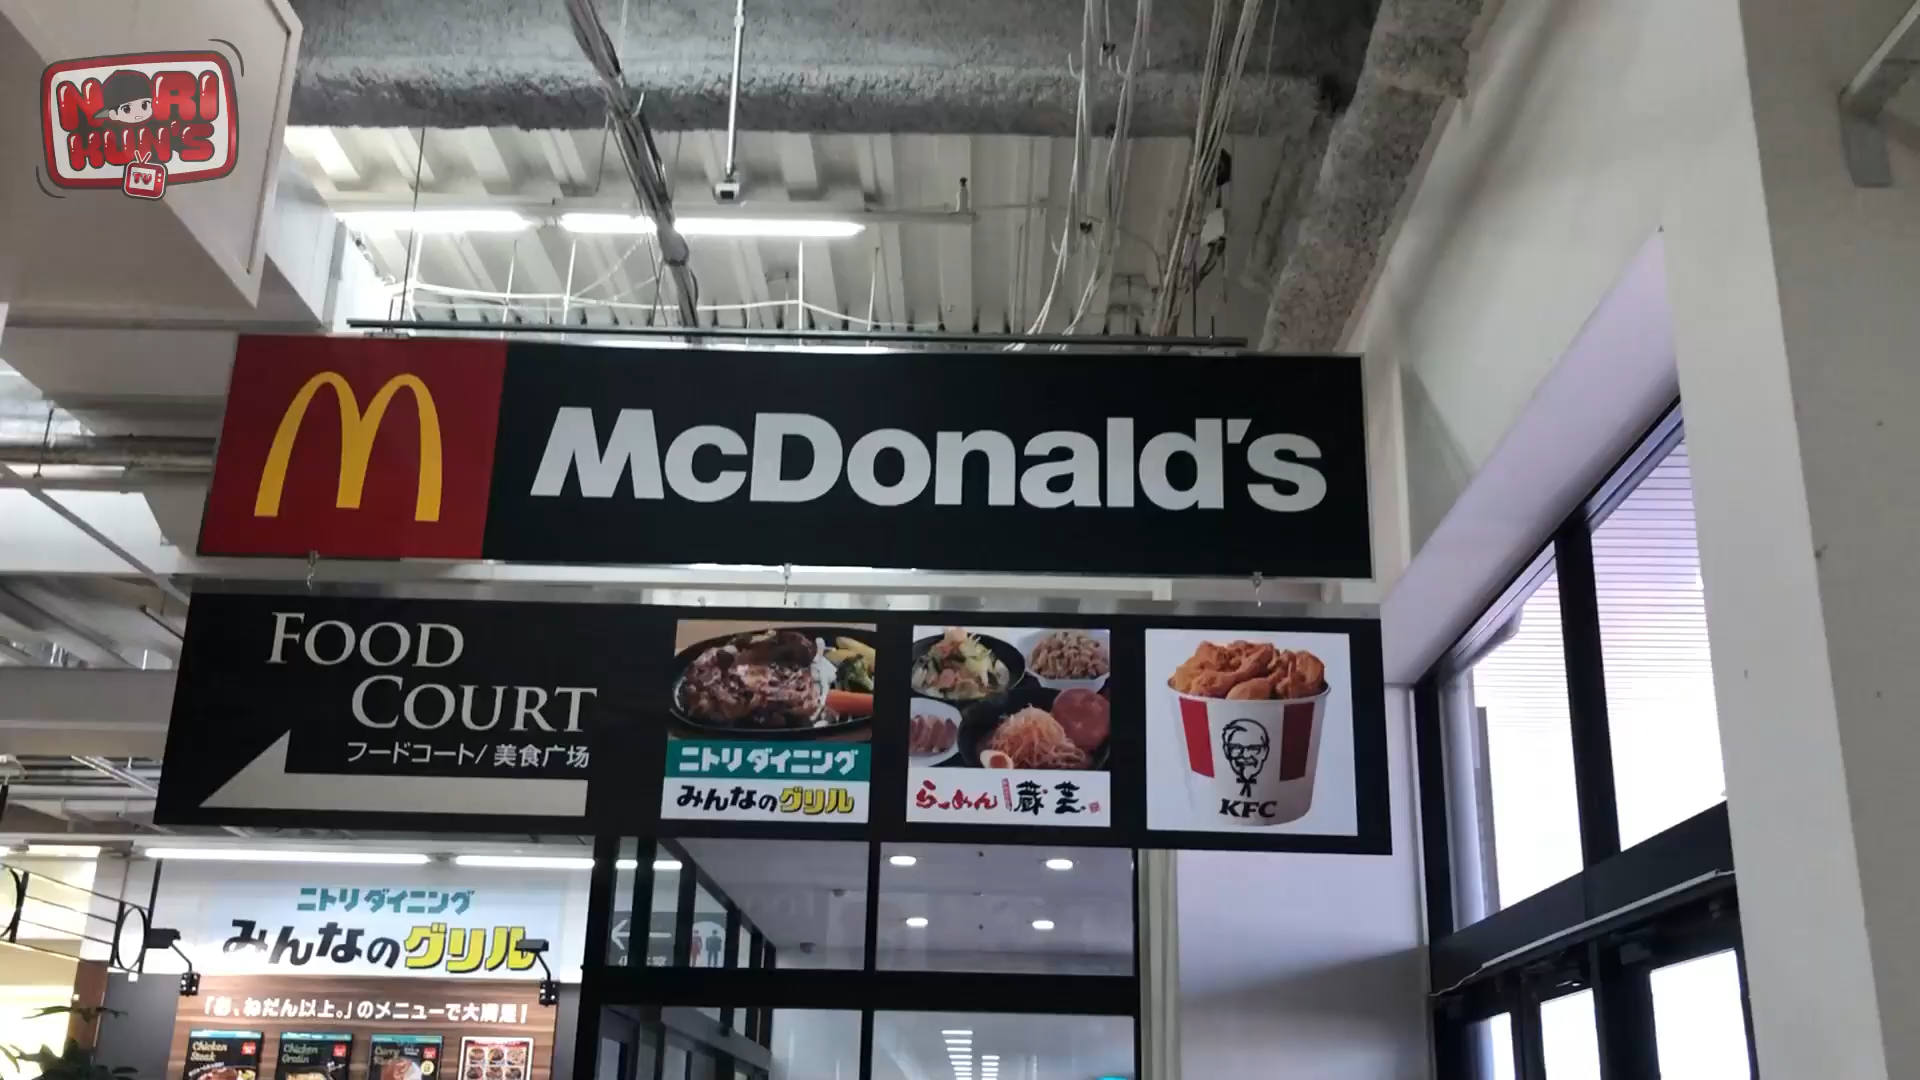 NORI
KUN'S
TV
McDonald's
FOOD
COURT
フードコート/ 美食广场
ニトリ ダイニング
みんなのグリル
らーめん 蔵芸
KFC
ニトリ ダイニング
みんなのグリル
「お、ねだん以上。」のメニューで大満足!
Chicken
Steak
Chicken
Gratin
Curry